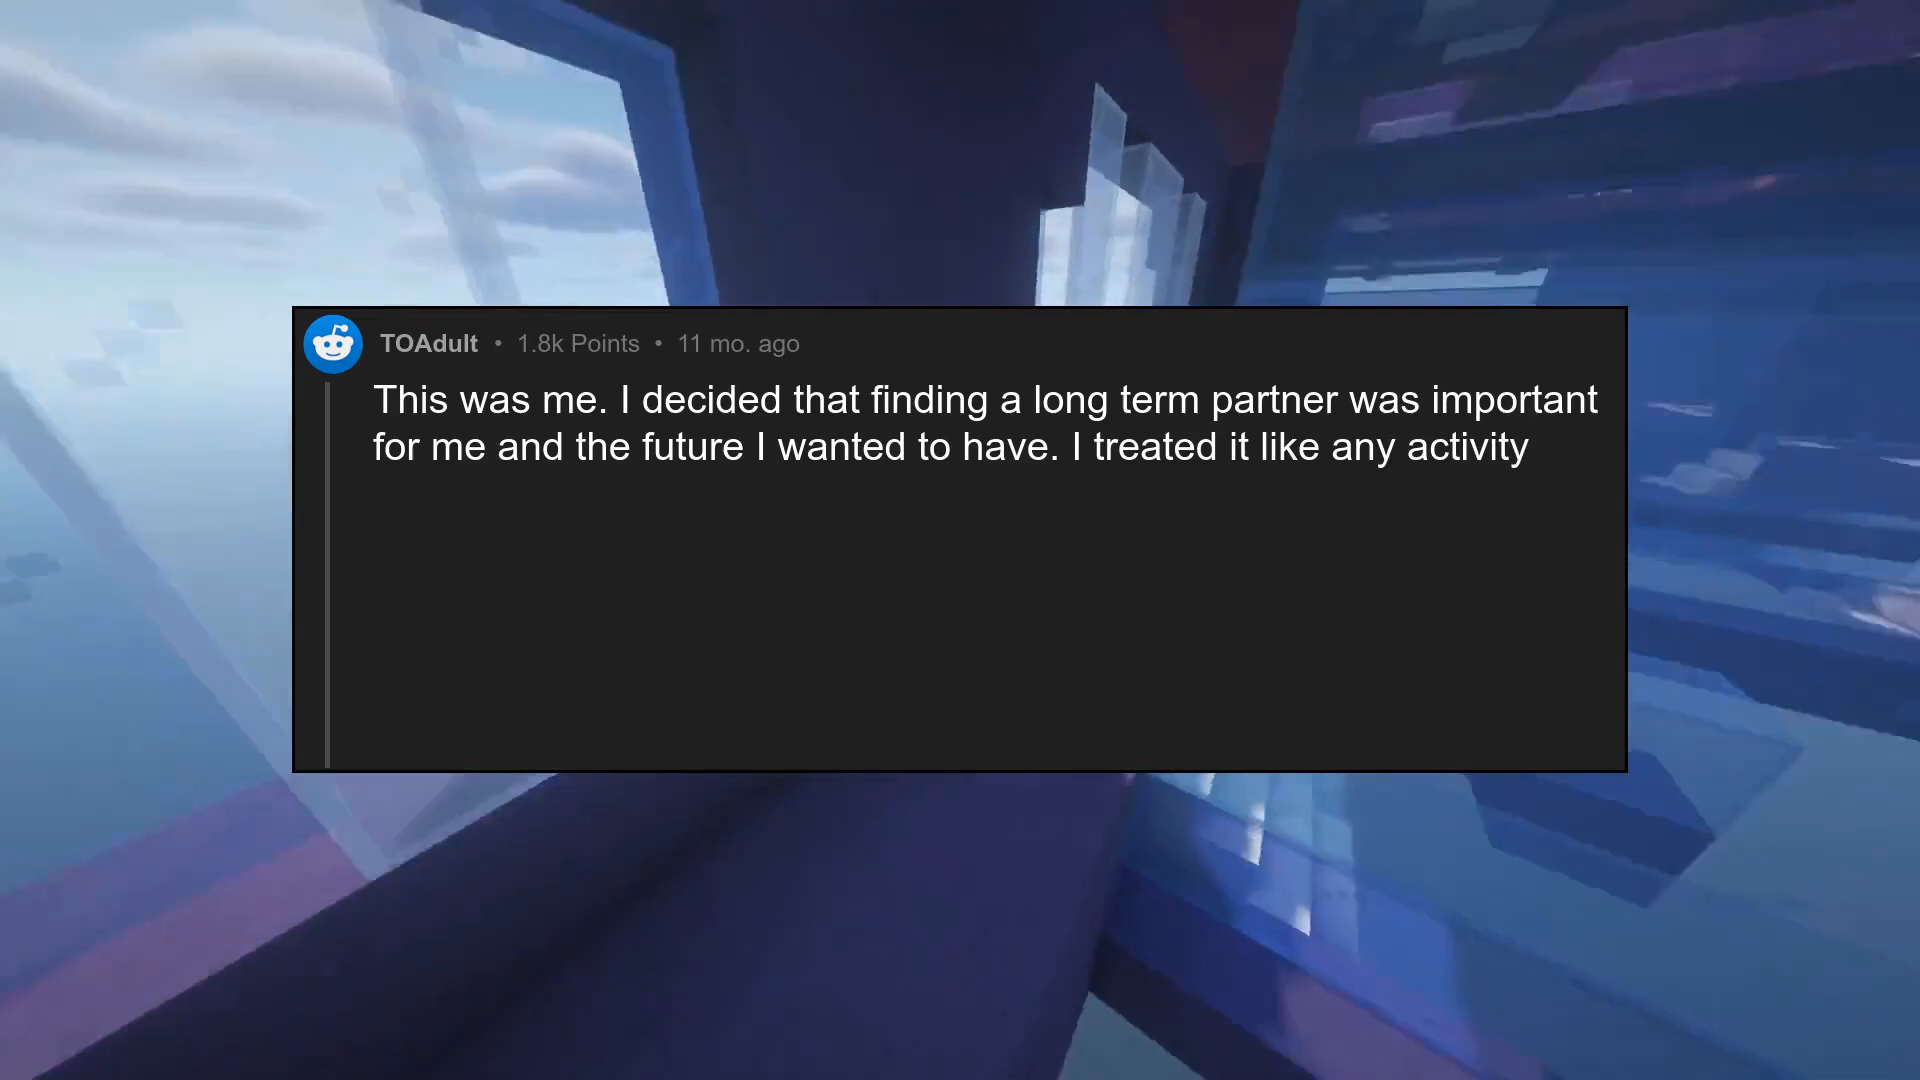 TOAdult • 1.8k Points • 11 mo. ago
This was me. I decided that finding a long term partner was important
for me and the future I wanted to have. I treated it like any activity